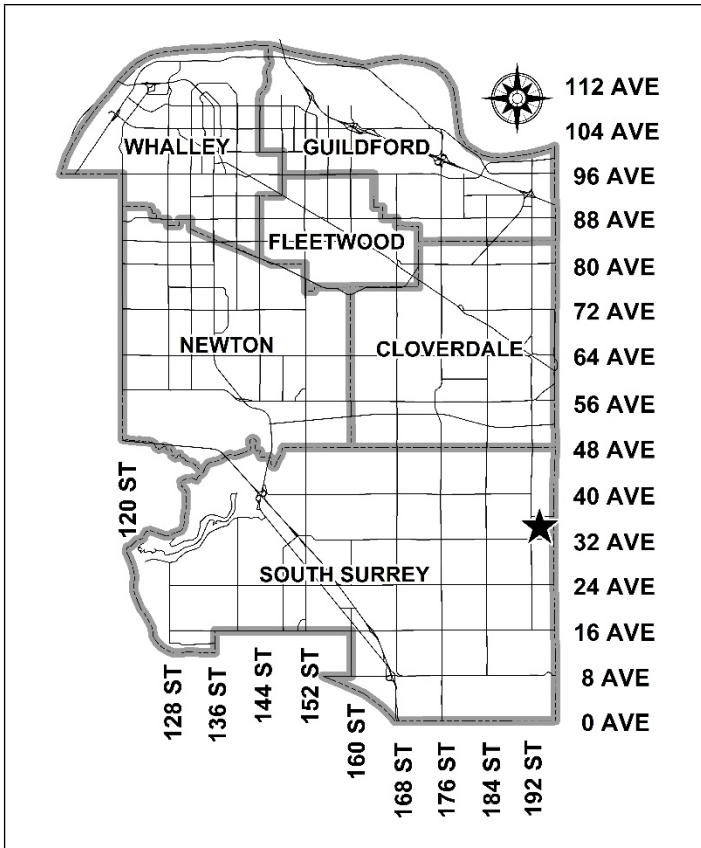 112 AVE
104 AVE
WHALLEY
GUILDFORD
96 AVE
88 AVE
FLEETWOOD
80 AVE
72 AVE
NEWTON
CLOVERDALE
64 AVE
56 AVE
48 AVE
120 ST
40 AVE
32 AVE
SOUTH SURREY
24 AVE
16 AVE
8 AVE
0 AVE
128 ST
136 ST
144 ST
152 ST
160 ST
168 ST
176 ST
184 ST
192 ST